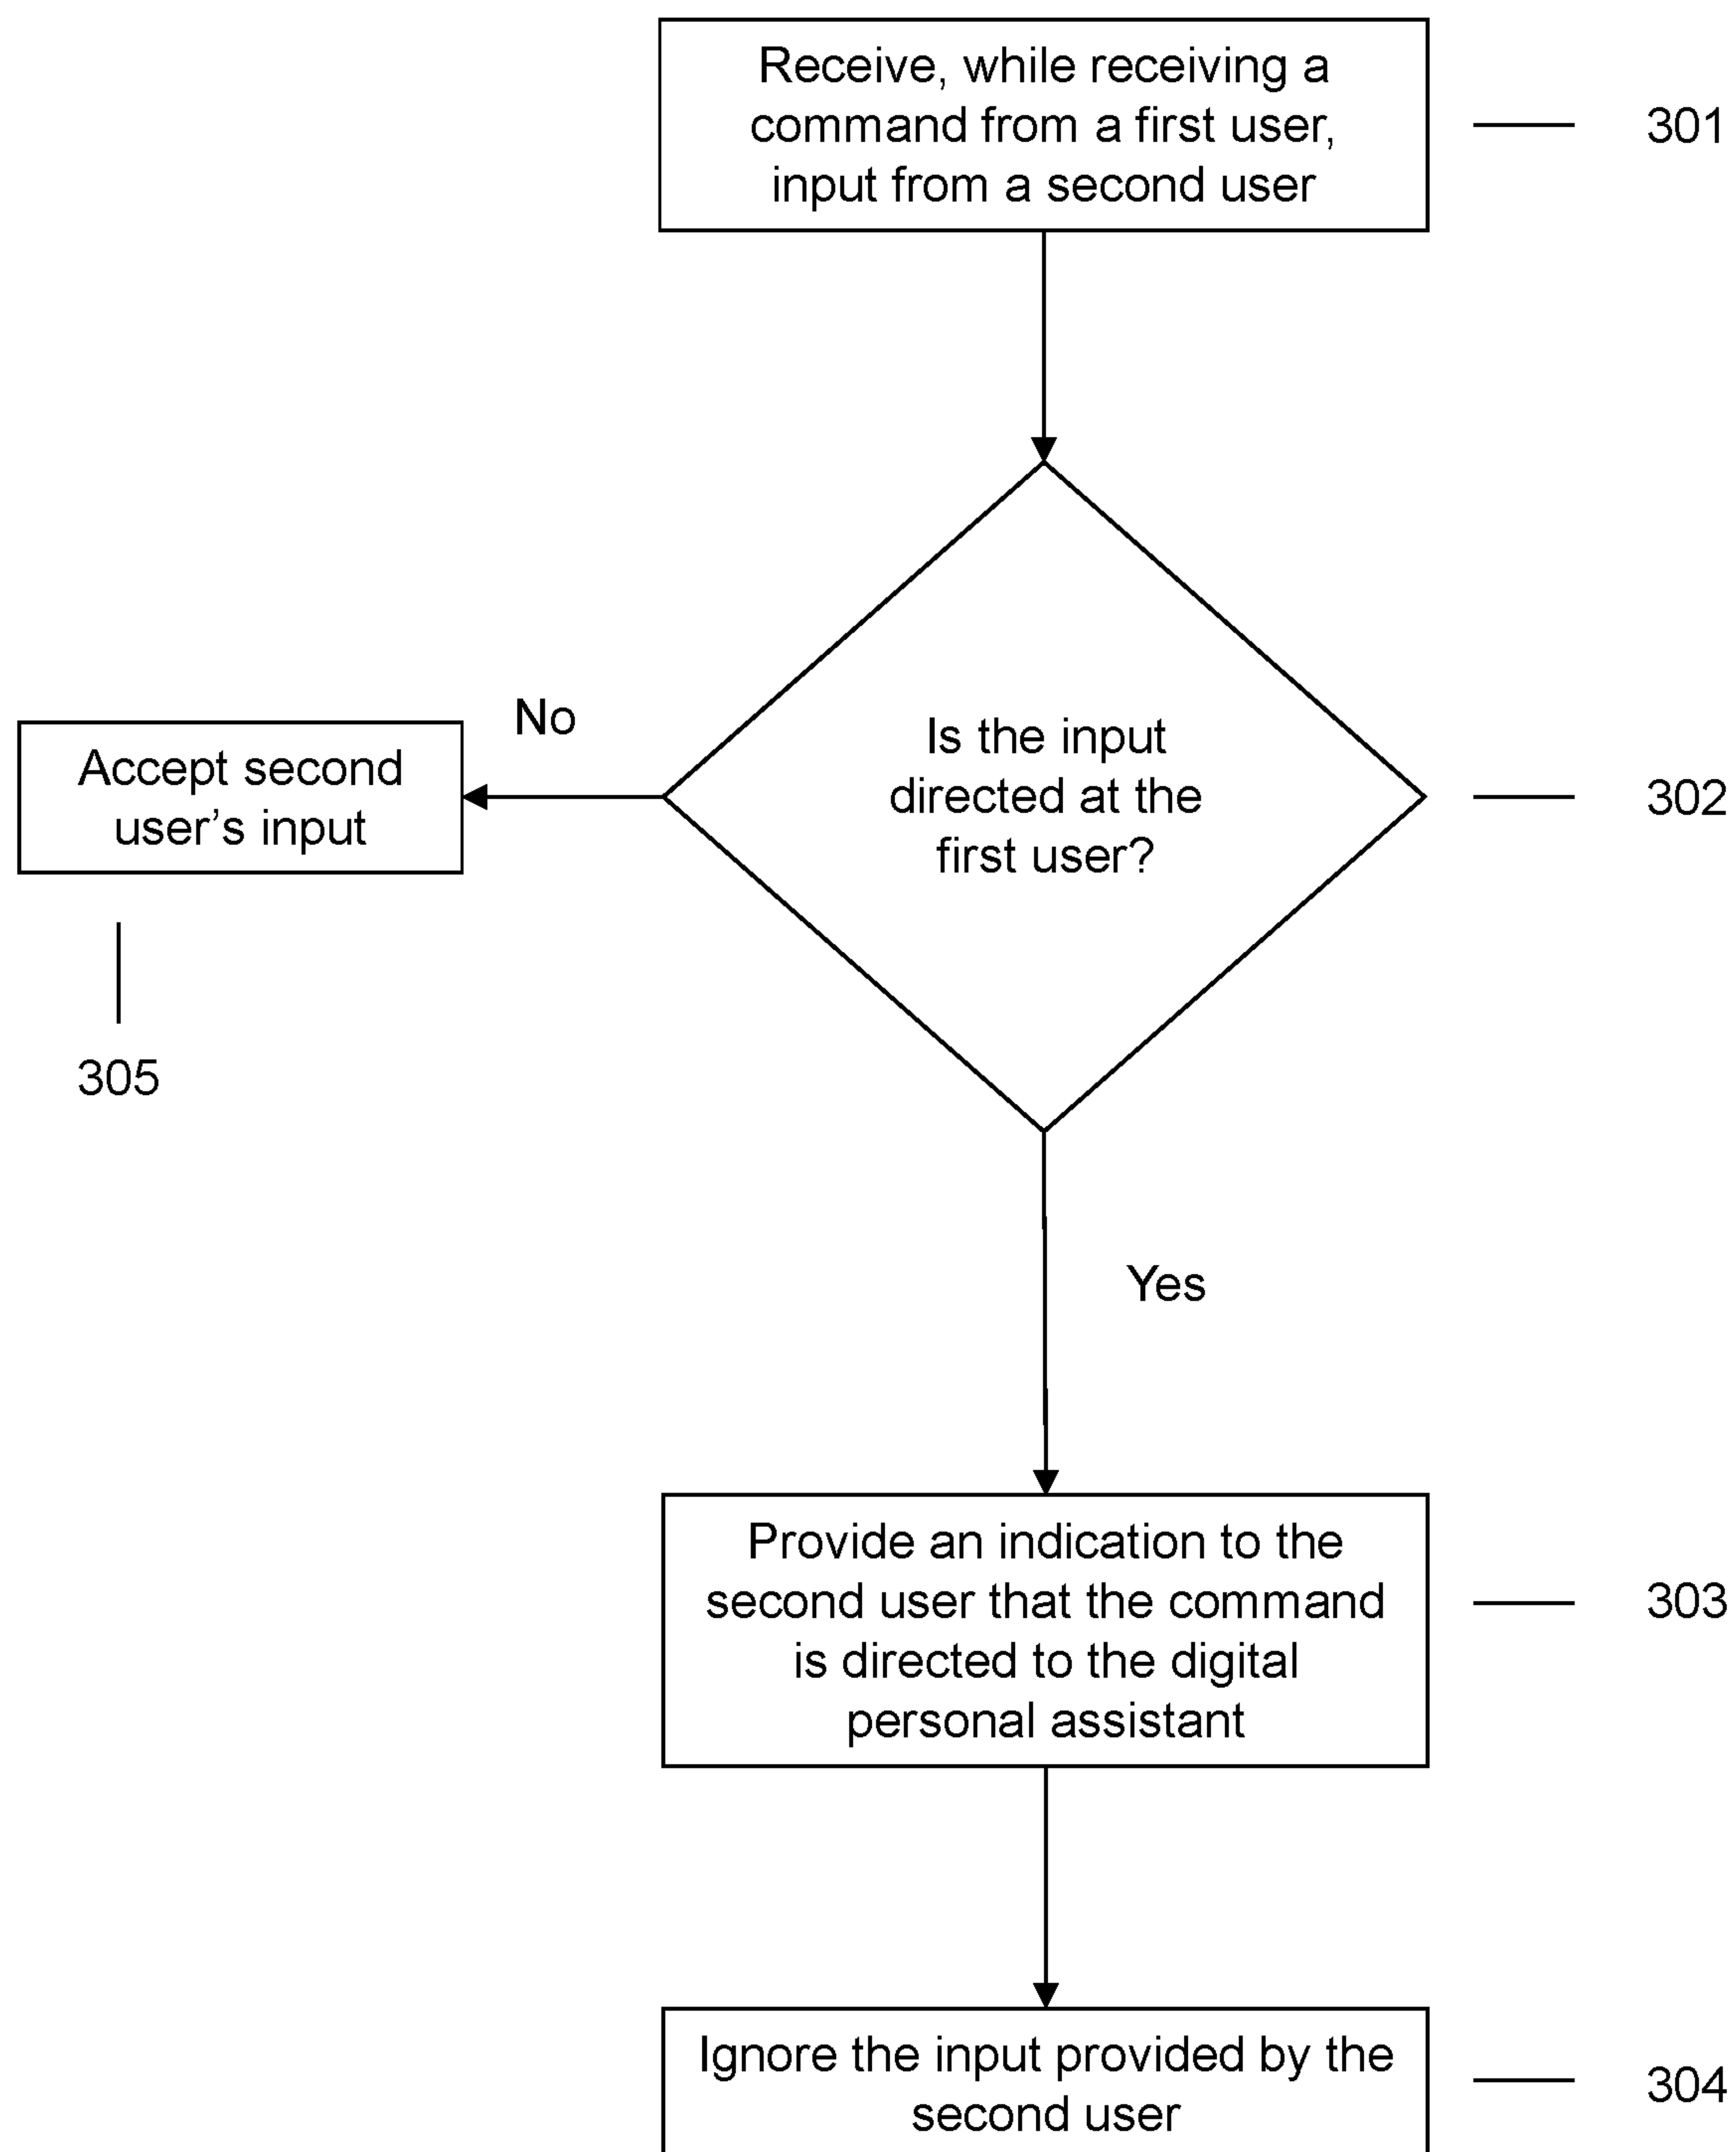 Receive, while receiving a
command from a first user,
input from a second user
301
No
Accept second
user's input
305
Is the input
directed at the
first user?
302
Yes
Provide an indication to the
second user that the command
is directed to the digital
personal assistant
303
Ignore the input provided by the
second user
304